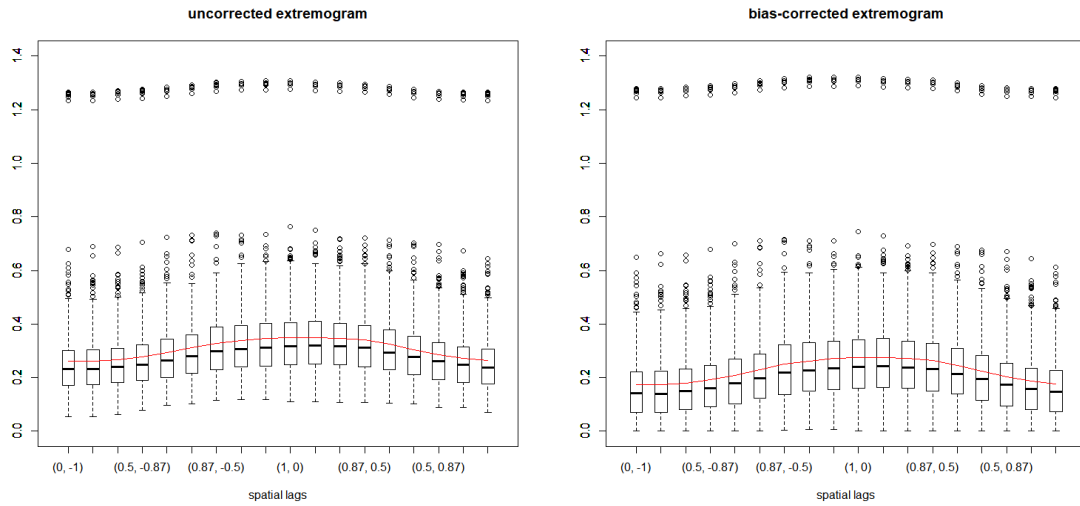 uncorrected extremogram
1.4
1.2
1.0
0.8
0.6
0.4
0.2
0.0
(0, -1) (0.5, -0.87) (0.87, -0.5) (1, 0) (0.87, 0.5) (0.5, 0.87)
spatial lags
bias-corrected extremogram
1.4
1.2
1.0
0.8
0.6
0.4
0.2
0.0
(0, -1) (0.5, -0.87) (0.87, -0.5) (1, 0) (0.87, 0.5) (0.5, 0.87)
spatial lags